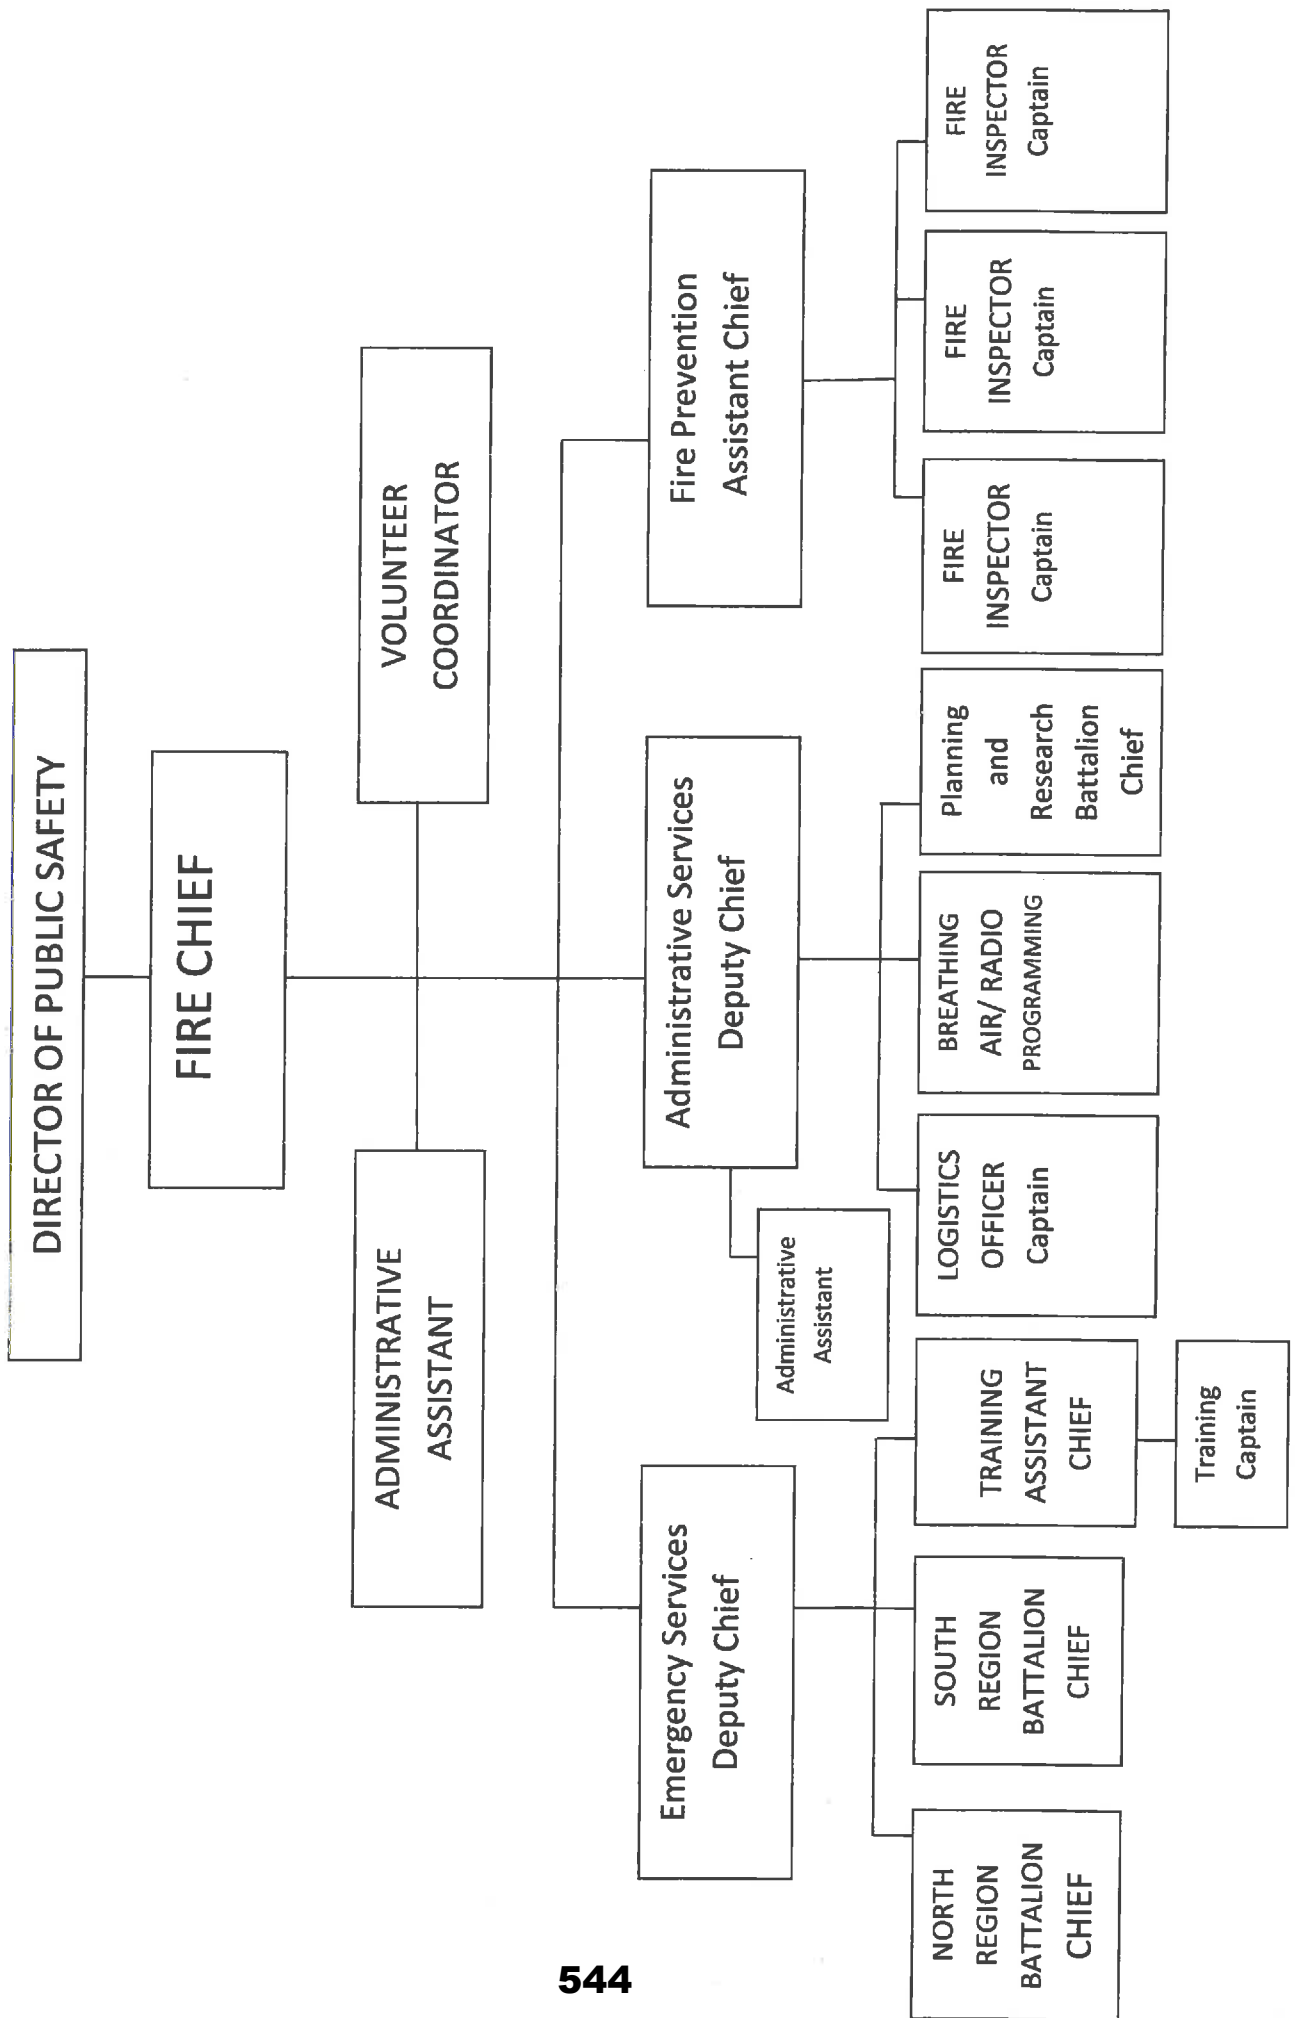 DIRECTOR OF PUBLIC SAFETY
FIRE CHIEF
ADMINISTRATIVE
ASSISTANT
VOLUNTEER
COORDINATOR
Emergency Services
Deputy Chief
Administrative Services
Deputy Chief
Fire Prevention
Assistant Chief
Administrative
Assistant
NORTH
REGION
BATTALION
CHIEF
SOUTH
REGION
BATTALION
CHIEF
TRAINING
ASSISTANT
CHIEF
LOGISTICS
OFFICER
Captain
BREATHING
AIR/ RADIO
PROGRAMMING
Planning
and
Research
Battalion
Chief
FIRE
INSPECTOR
Captain
FIRE
INSPECTOR
Captain
FIRE
INSPECTOR
Captain
Training
Captain
544